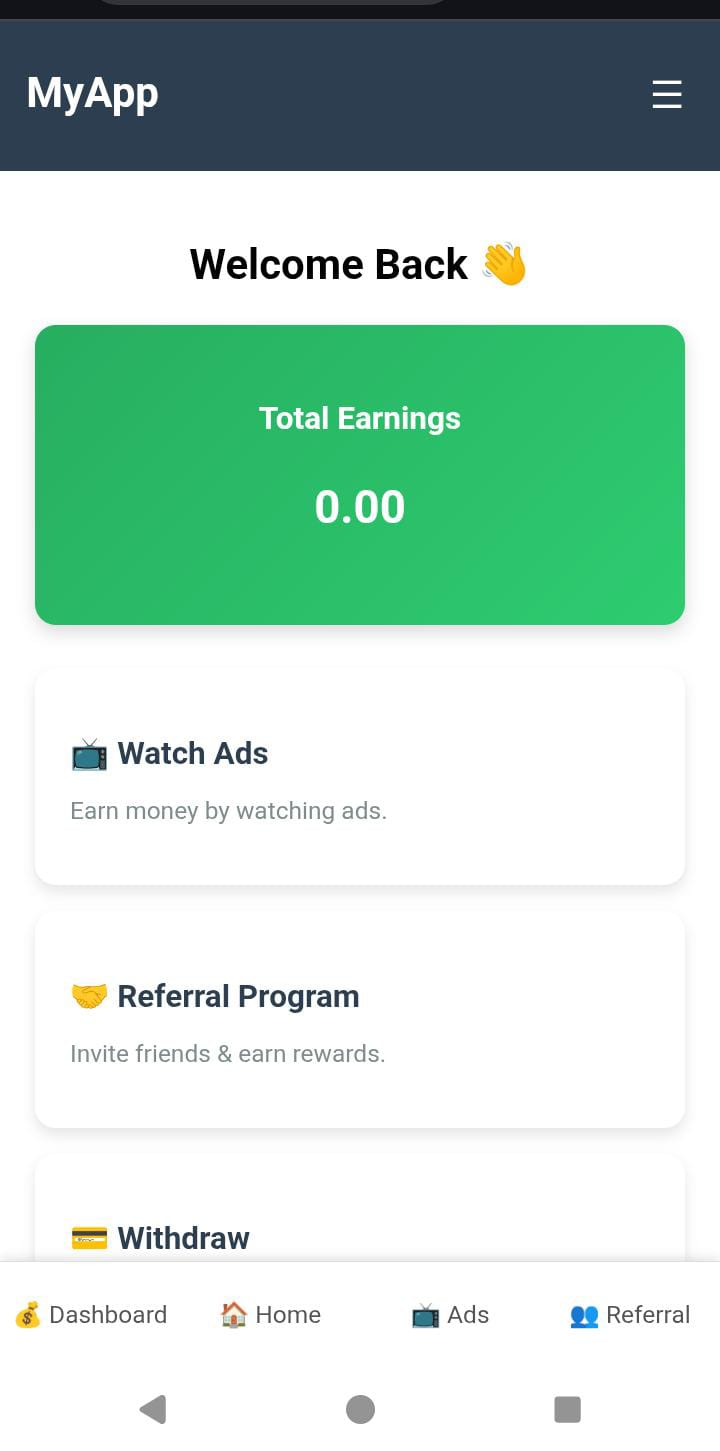 MyApp
☰
Welcome Back 👋
Total Earnings
0.00
📺 Watch Ads
Earn money by watching ads.
🤝 Referral Program
Invite friends & earn rewards.
💳 Withdraw
💰 Dashboard 🏠 Home 📺 Ads 👥 Referral